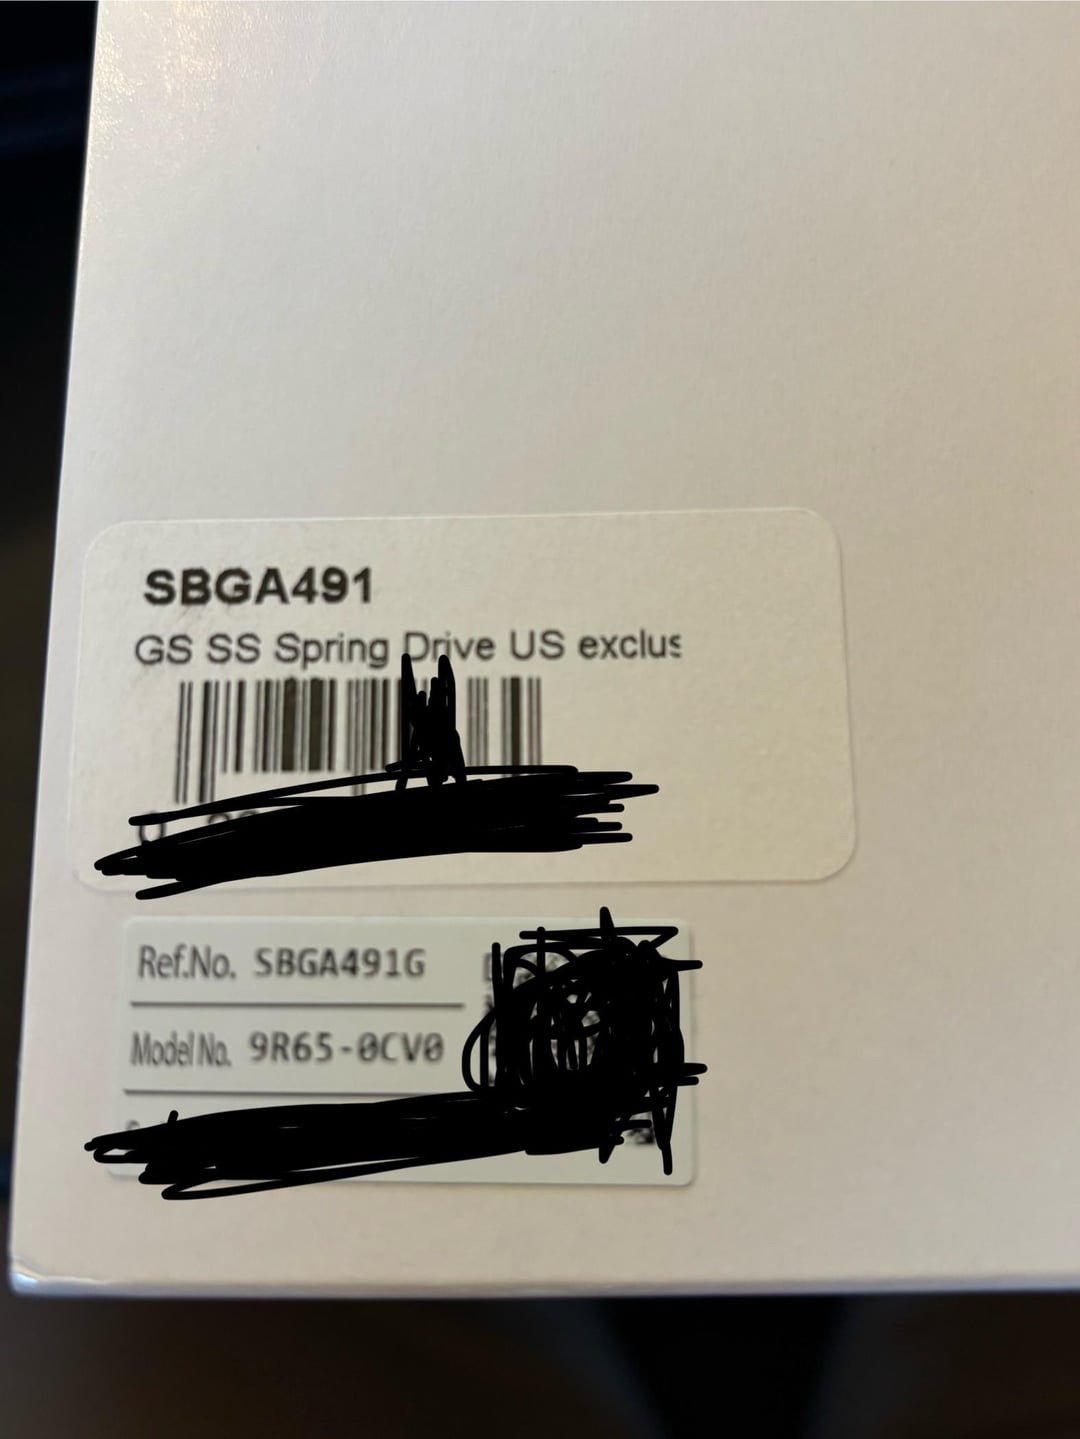 SBGA491
GS SS Spring Drive US exclus
Ref.No. SBGA491G
Model No. 9R65-0CV0